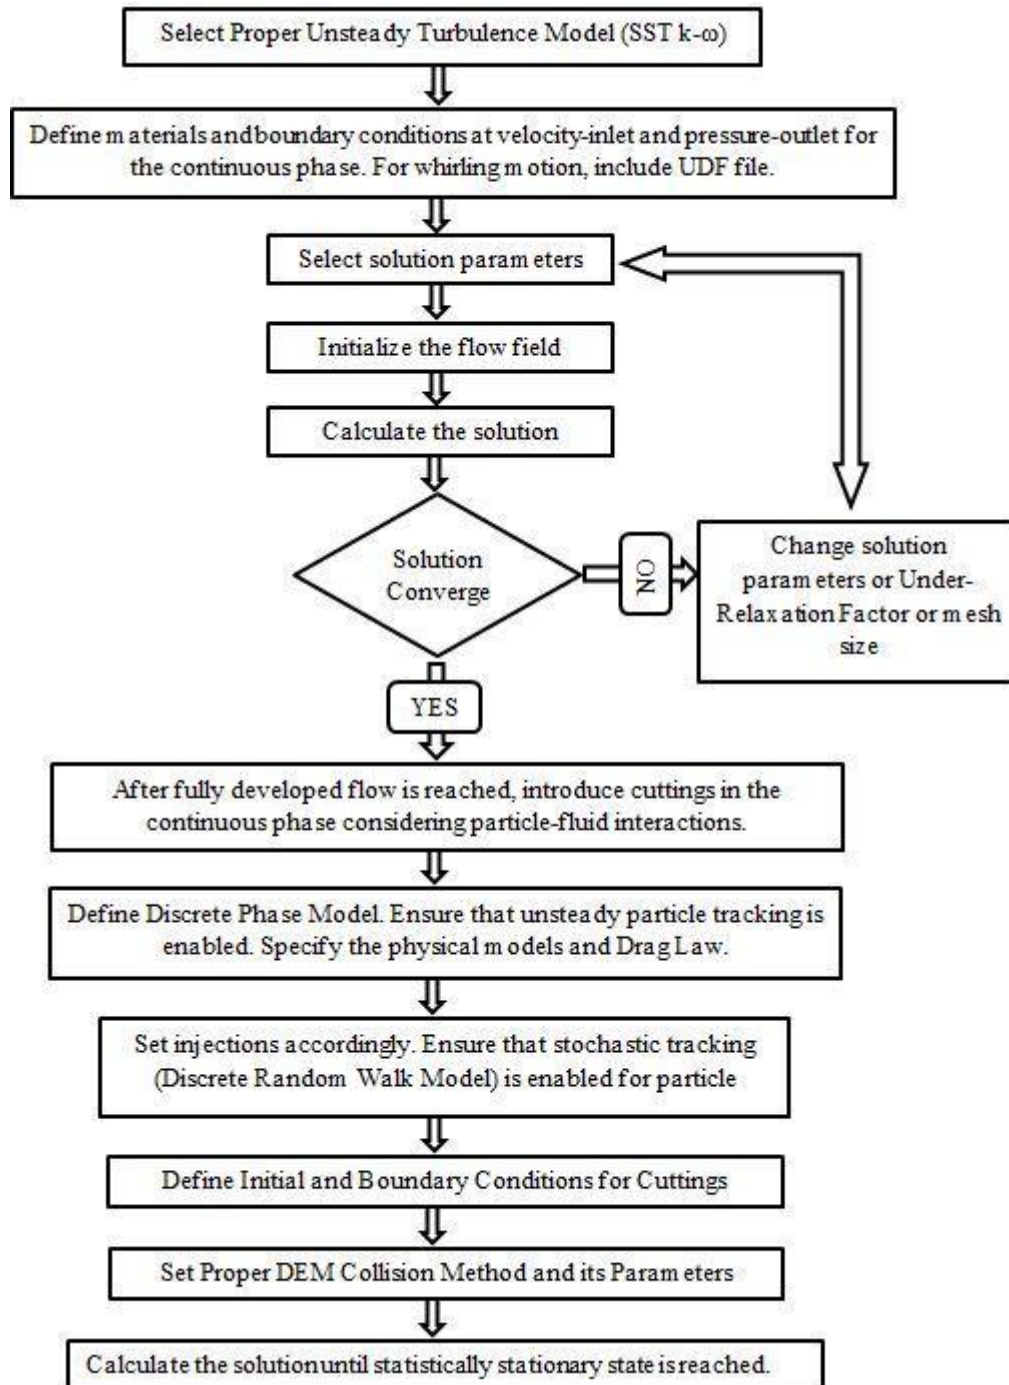 Select Proper Unsteady Turbulence Model (SST k-ω)
Define materials and boundary conditions at velocity-inlet and pressure-outlet for
the continuous phase. For whirling motion, include UDF file.
Select solution parameters
Initialize the flow field
Calculate the solution
Solution
Converge
NO
Change solution
parameters or Under-
Relaxation Factor or mesh
size
YES
After fully developed flow is reached, introduce cuttings in the
continuous phase considering particle-fluid interactions.
Define Discrete Phase Model. Ensure that unsteady particle tracking is
enabled. Specify the physical models and Drag Law.
Set injections accordingly. Ensure that stochastic tracking
(Discrete Random Walk Model) is enabled for particle
Define Initial and Boundary Conditions for Cuttings
Set Proper DEM Collision Method and its Parameters
Calculate the solution until statistically stationary state is reached.